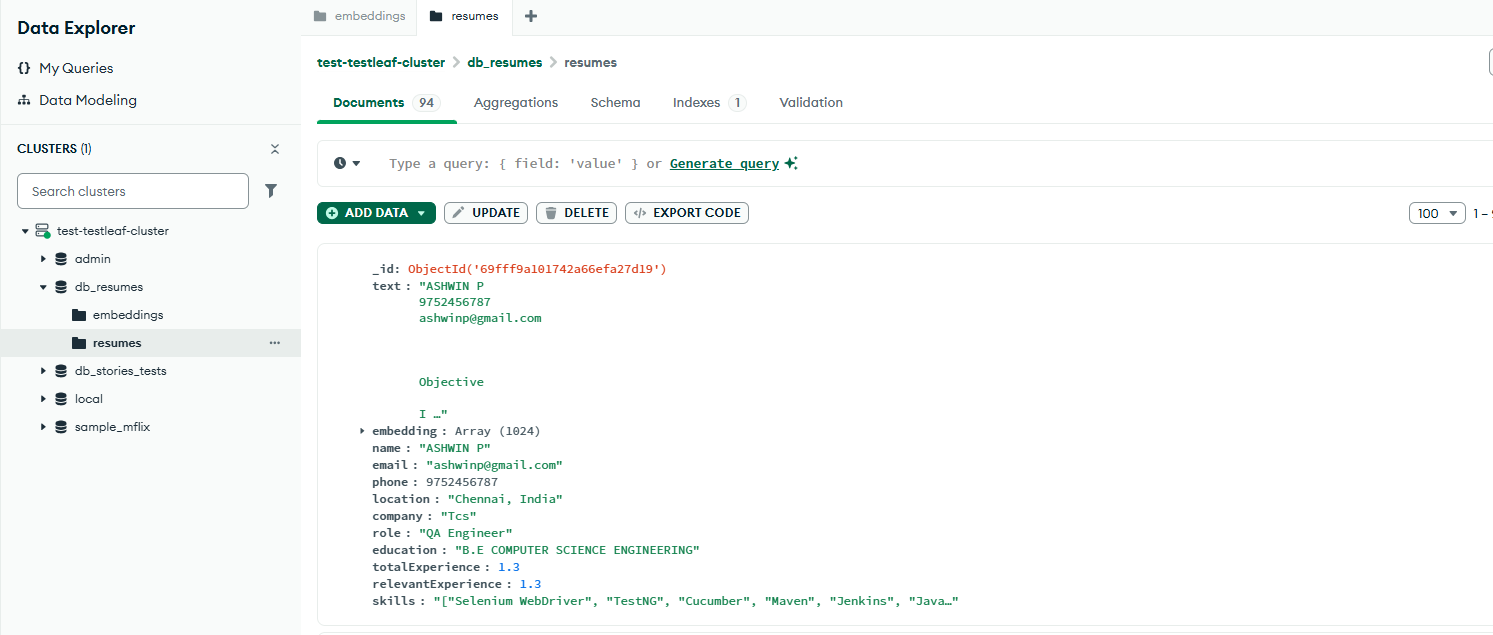 Data Explorer
{} My Queries
Data Modeling
CLUSTERS (1)
Search clusters
test-testleaf-cluster
admin
db_resumes
embeddings
resumes
db_stories_tests
local
sample_mflix
embeddings resumes +
test-testleaf-cluster > db_resumes > resumes
Documents 94 Aggregations Schema Indexes 1 Validation
Type a query: { field: 'value' } or Generate query
ADD DATA UPDATE DELETE </> EXPORT CODE 100 1 –
_id: ObjectId('69fff9a101742a66efa27d19')
text : "ASHWIN P
9752456787
ashwinp@gmail.com
Objective
I …"
embedding : Array (1024)
name : "ASHWIN P"
email : "ashwinp@gmail.com"
phone : 9752456787
location : "Chennai, India"
company : "Tcs"
role : "QA Engineer"
education : "B.E COMPUTER SCIENCE ENGINEERING"
totalExperience : 1.3
relevantExperience : 1.3
skills : "["Selenium WebDriver", "TestNG", "Cucumber", "Maven", "Jenkins", "Java…"